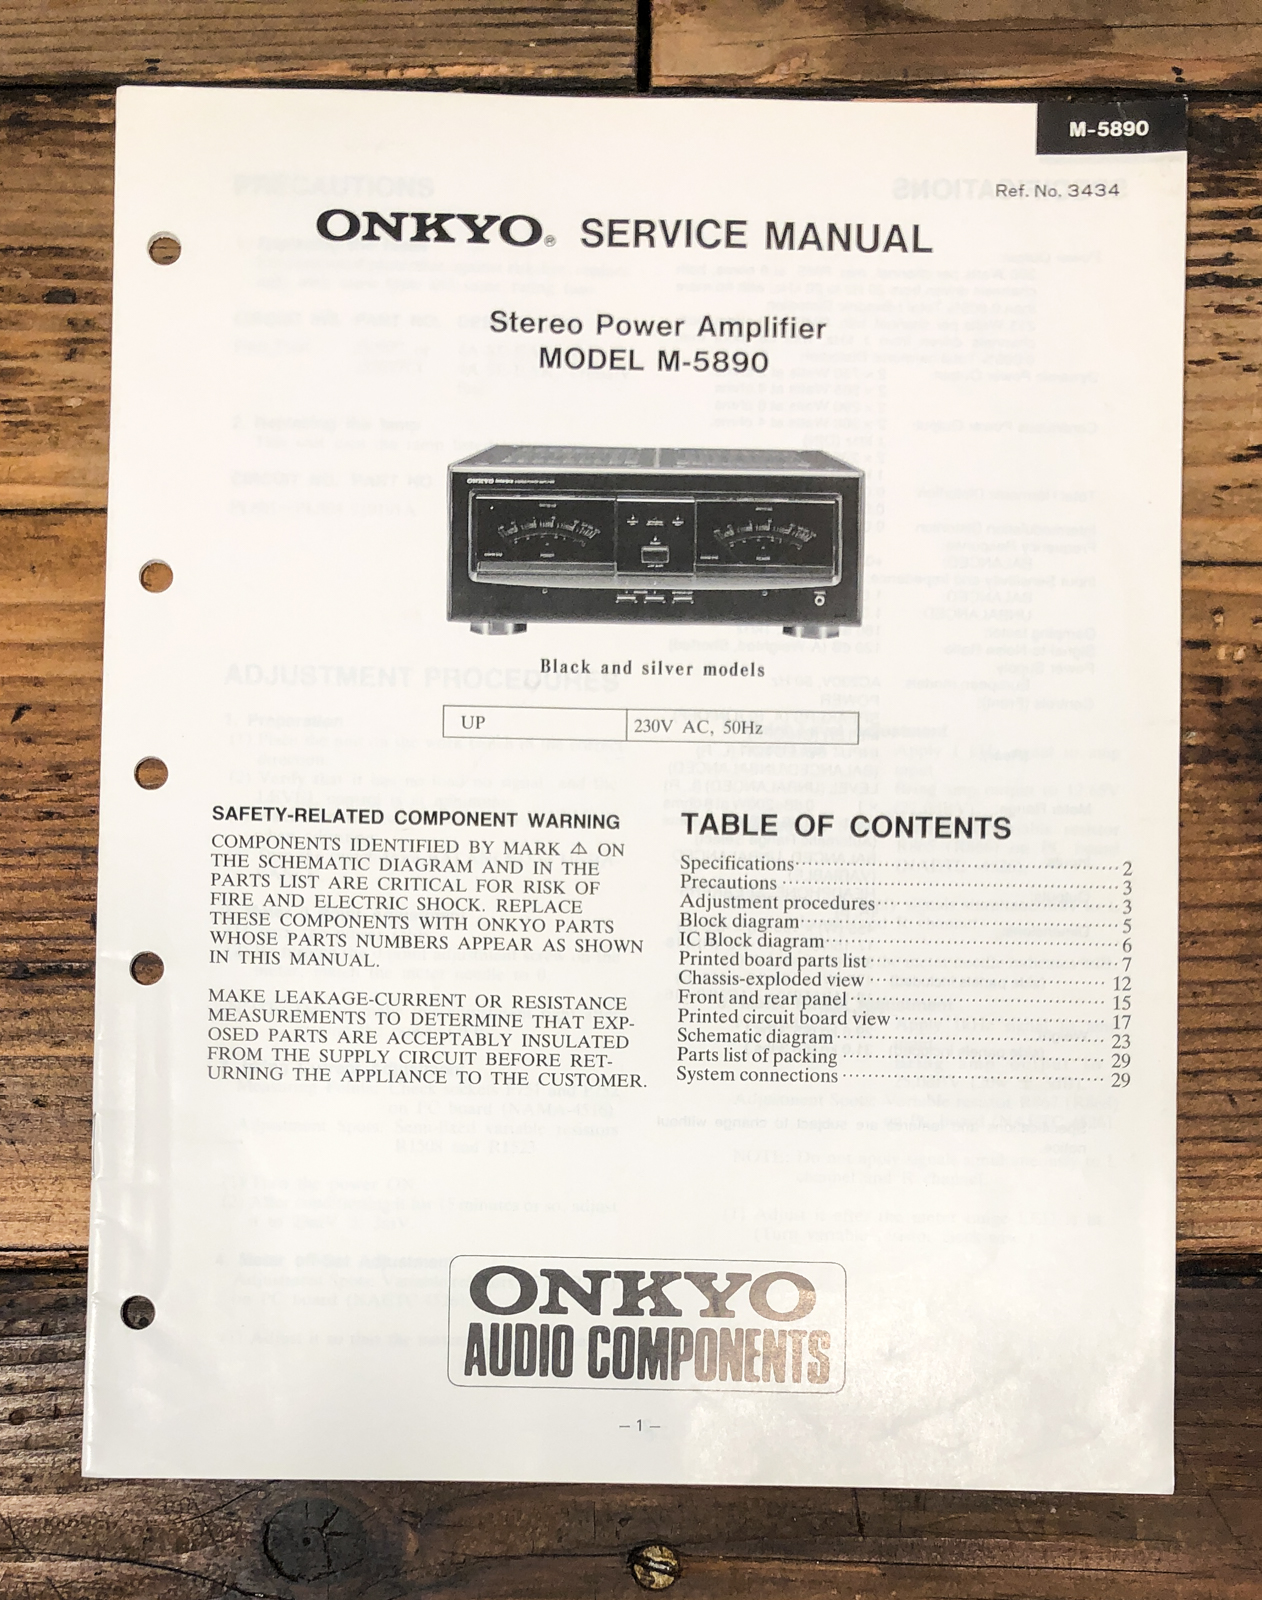 M-5890
Ref. No. 3434
ONKYO® SERVICE MANUAL
Stereo Power Amplifier
MODEL M-5890
ONKYO
Black and silver models
UP 230V AC, 50Hz
SAFETY-RELATED COMPONENT WARNING
COMPONENTS IDENTIFIED BY MARK ⚠ ON
THE SCHEMATIC DIAGRAM AND IN THE
PARTS LIST ARE CRITICAL FOR RISK OF
FIRE AND ELECTRIC SHOCK. REPLACE
THESE COMPONENTS WITH ONKYO PARTS
WHOSE PARTS NUMBERS APPEAR AS SHOWN
IN THIS MANUAL.
MAKE LEAKAGE-CURRENT OR RESISTANCE
MEASUREMENTS TO DETERMINE THAT EXP-
OSED PARTS ARE ACCEPTABLY INSULATED
FROM THE SUPPLY CIRCUIT BEFORE RET-
URNING THE APPLIANCE TO THE CUSTOMER.
TABLE OF CONTENTS
Specifications 2
Precautions 3
Adjustment procedures 3
Block diagram 5
IC Block diagram 6
Printed board parts list 7
Chassis-exploded view 12
Front and rear panel 15
Printed circuit board view 17
Schematic diagram 23
Parts list of packing 29
System connections 29
ONKYO
AUDIO COMPONENTS
– 1 –